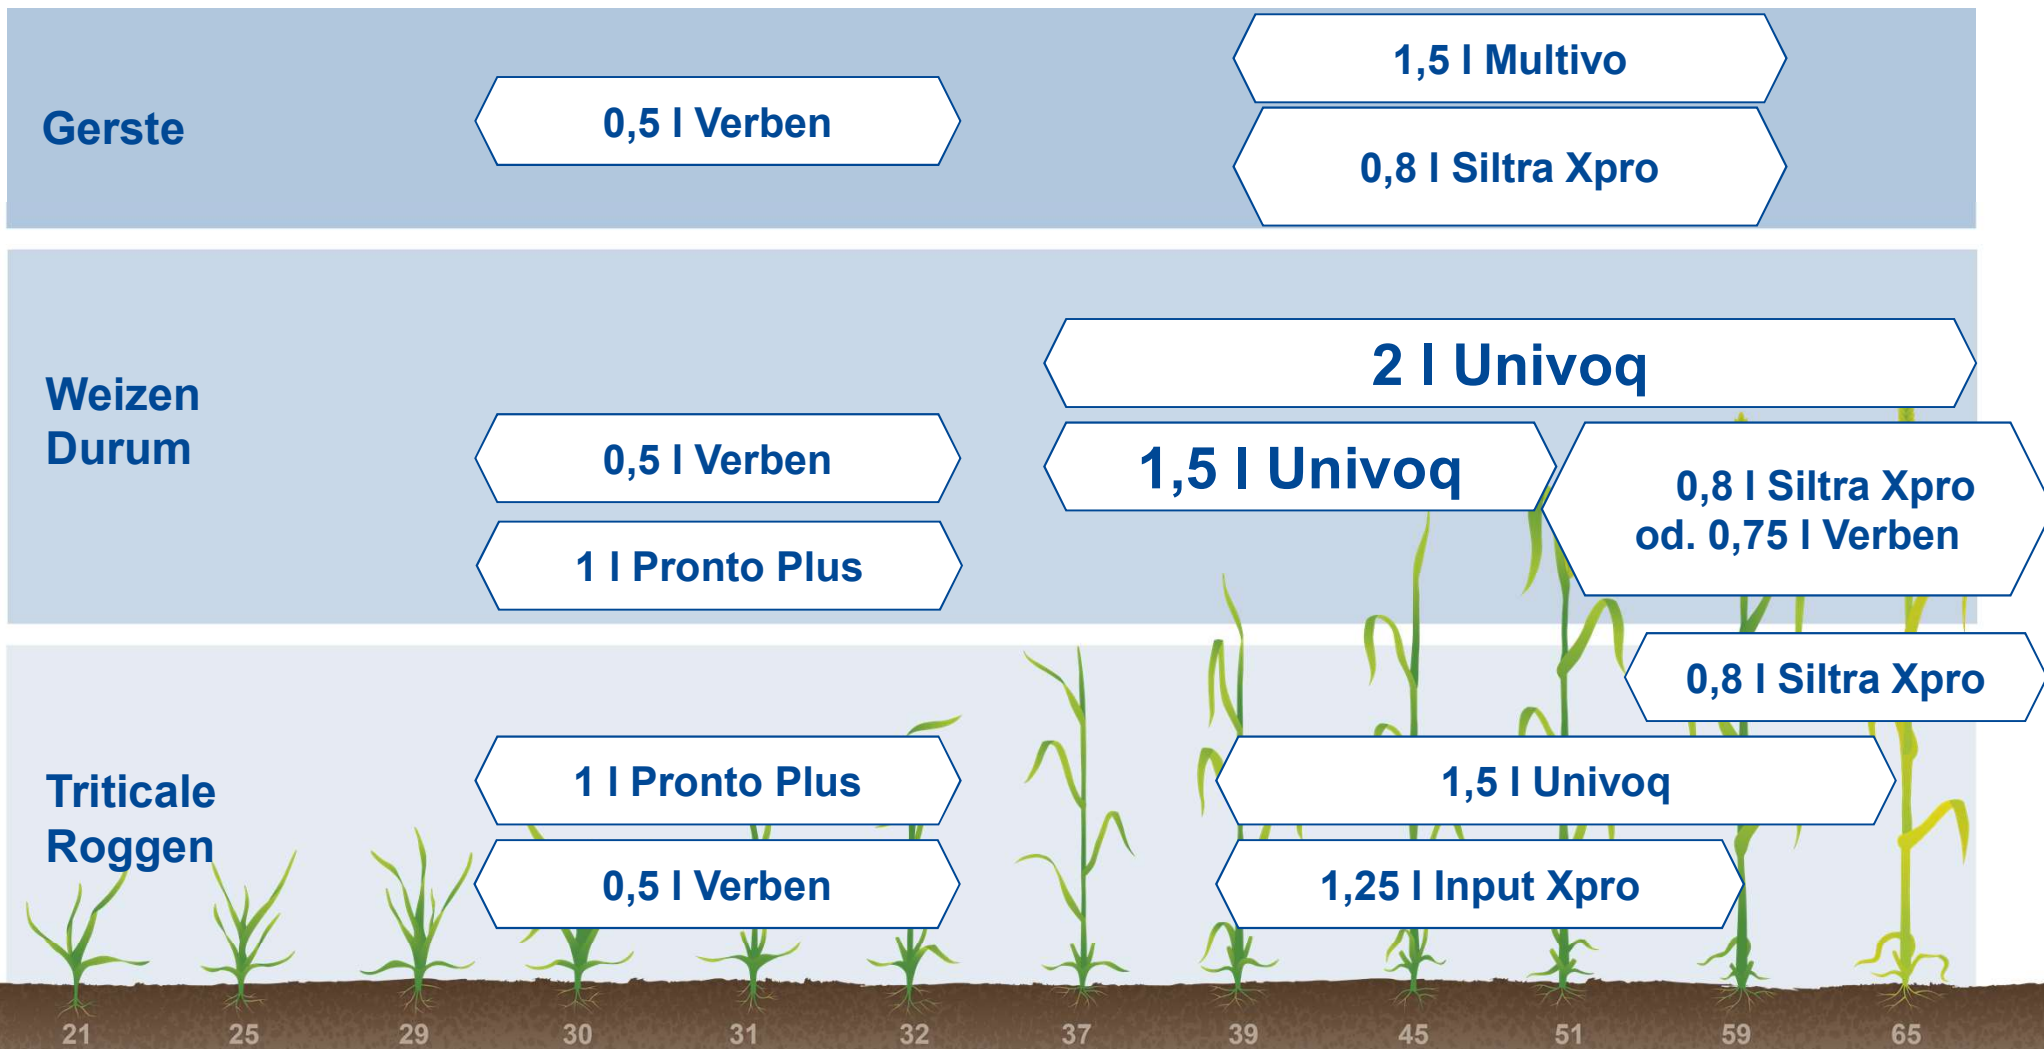 Gerste
0,5 l Verben
1,5 l Multivo
0,8 l Siltra Xpro
Weizen
Durum
0,5 l Verben
1 l Pronto Plus
2 l Univoq
1,5 l Univoq
0,8 l Siltra Xpro
od. 0,75 l Verben
Triticale
Roggen
1 l Pronto Plus
0,5 l Verben
0,8 l Siltra Xpro
1,5 l Univoq
1,25 l Input Xpro
21 25 29 30 31 32 37 39 45 51 59 65